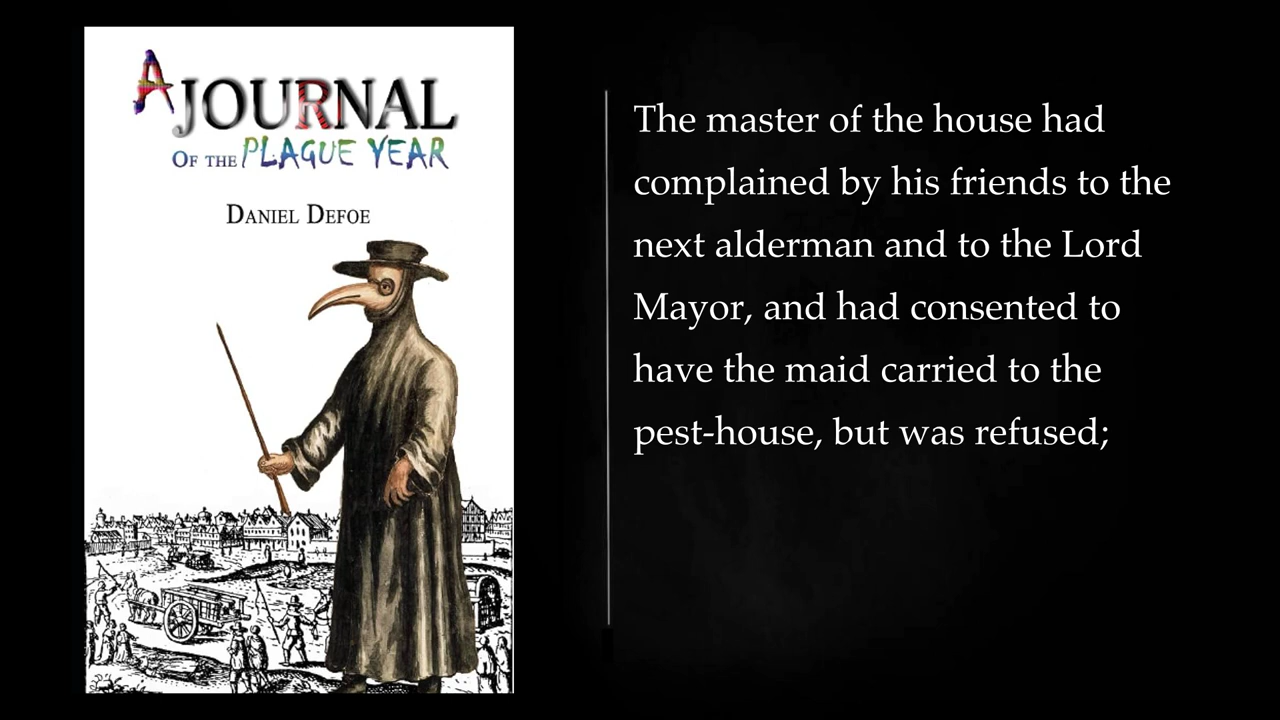 A JOURNAL
OF THE PLAGUE YEAR
DANIEL DEFOE
The master of the house had
complained by his friends to the
next alderman and to the Lord
Mayor, and had consented to
have the maid carried to the
pest-house, but was refused;